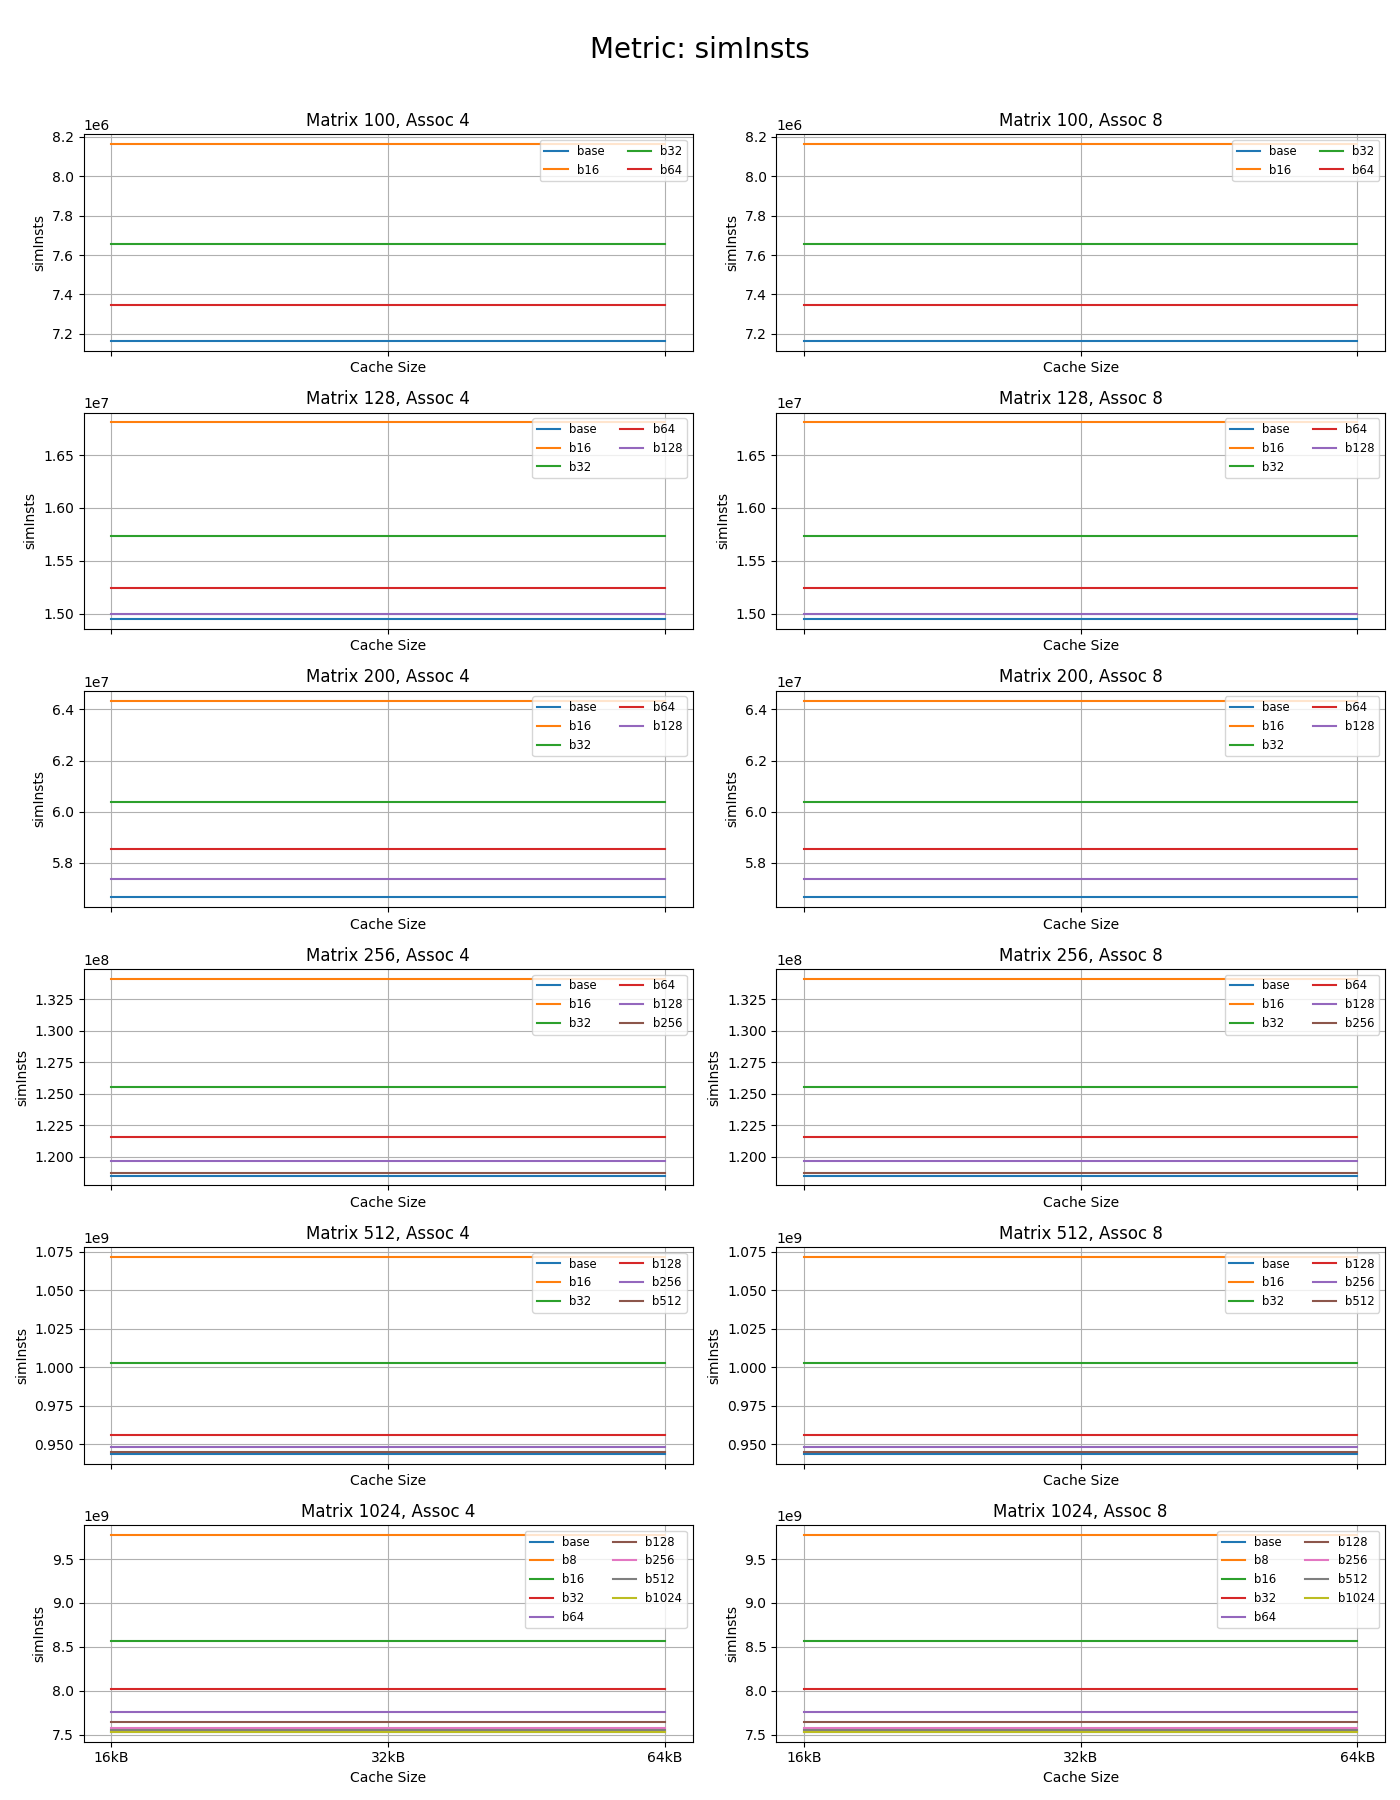 Metric: simInsts
Matrix 100, Assoc 4
1e6
8.2
8.0
7.8
7.6
7.4
7.2
simInsts
base b32
b16 b64
Cache Size
Matrix 100, Assoc 8
1e6
8.2
8.0
7.8
7.6
7.4
7.2
simInsts
base b32
b16 b64
Cache Size
Matrix 128, Assoc 4
1e7
1.65
1.60
1.55
1.50
simInsts
base b64
b16 b128
b32
Cache Size
Matrix 128, Assoc 8
1e7
1.65
1.60
1.55
1.50
simInsts
base b64
b16 b128
b32
Cache Size
Matrix 200, Assoc 4
1e7
6.4
6.2
6.0
5.8
simInsts
base b64
b16 b128
b32
Cache Size
Matrix 200, Assoc 8
1e7
6.4
6.2
6.0
5.8
simInsts
base b64
b16 b128
b32
Cache Size
Matrix 256, Assoc 4
1e8
1.325
1.300
1.275
1.250
1.225
1.200
simInsts
base b64
b16 b128
b32 b256
Cache Size
Matrix 256, Assoc 8
1e8
1.325
1.300
1.275
1.250
1.225
1.200
simInsts
base b64
b16 b128
b32 b256
Cache Size
Matrix 512, Assoc 4
1e9
1.075
1.050
1.025
1.000
0.975
0.950
simInsts
base b128
b16 b256
b32 b512
Cache Size
Matrix 512, Assoc 8
1e9
1.075
1.050
1.025
1.000
0.975
0.950
simInsts
base b128
b16 b256
b32 b512
Cache Size
Matrix 1024, Assoc 4
1e9
9.5
9.0
8.5
8.0
7.5
simInsts
base b128
b8 b256
b16 b512
b32 b1024
b64
16kB 32kB 64kB
Cache Size
Matrix 1024, Assoc 8
1e9
9.5
9.0
8.5
8.0
7.5
simInsts
base b128
b8 b256
b16 b512
b32 b1024
b64
16kB 32kB 64kB
Cache Size